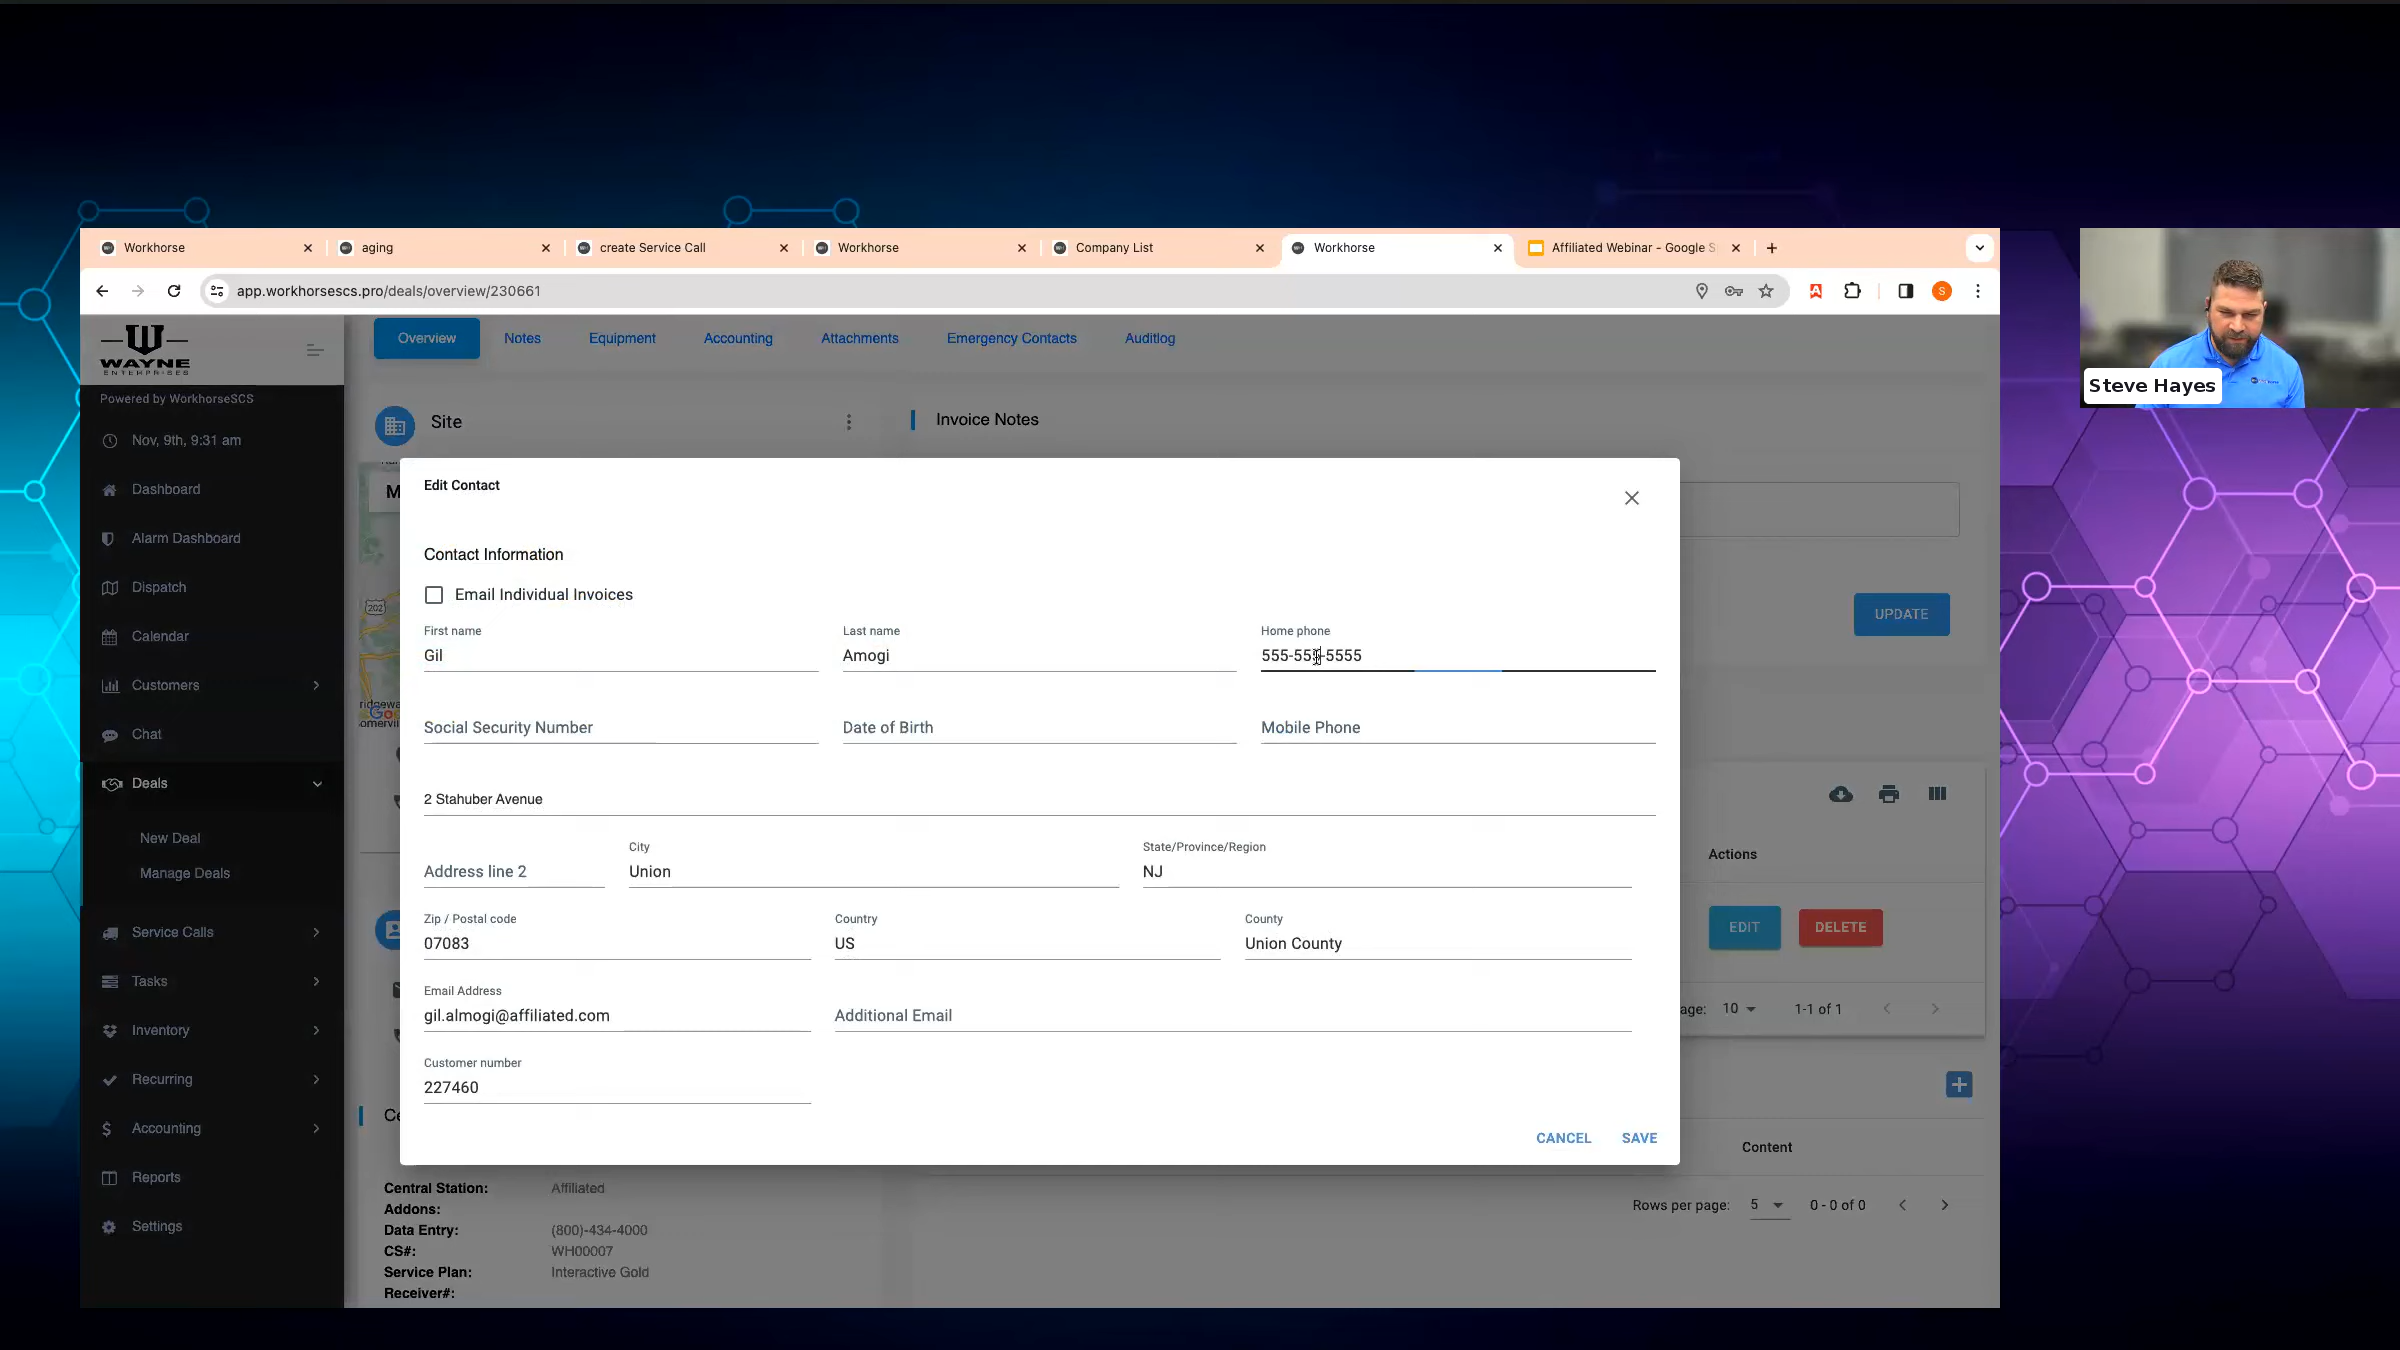 Workhorse
aging
create Service Call
Workhorse
Company List
Workhorse
Affiliated Webinar - Google S
app.workhorsescs.pro/deals/overview/230661
WAYNE
ENTERPRISES
Powered by WorkhorseSCS
Nov, 9th, 9:31 am
Dashboard
Alarm Dashboard
Dispatch
Calendar
Customers
Chat
Deals
New Deal
Manage Deals
Service Calls
Tasks
Inventory
Recurring
Accounting
Reports
Settings
Overview
Notes
Equipment
Accounting
Attachments
Emergency Contacts
Auditlog
Site
Invoice Notes
M
202
UPDATE
Edit Contact
Contact Information
Email Individual Invoices
First name
Gil
Last name
Amogi
Home phone
555-555-5555
Social Security Number
Date of Birth
Mobile Phone
2 Stahuber Avenue
Address line 2
City
Union
State/Province/Region
NJ
Zip / Postal code
07083
Country
US
County
Union County
Email Address
gil.almogi@affiliated.com
Additional Email
Customer number
227460
CANCEL
SAVE
Actions
EDIT
DELETE
age:
10
1-1 of 1
Ce
Content
Central Station:
Affiliated
Addons:
Data Entry:
(800)-434-4000
CS#:
WH00007
Service Plan:
Interactive Gold
Receiver#:
Rows per page:
5
0 - 0 of 0
S
Steve Hayes